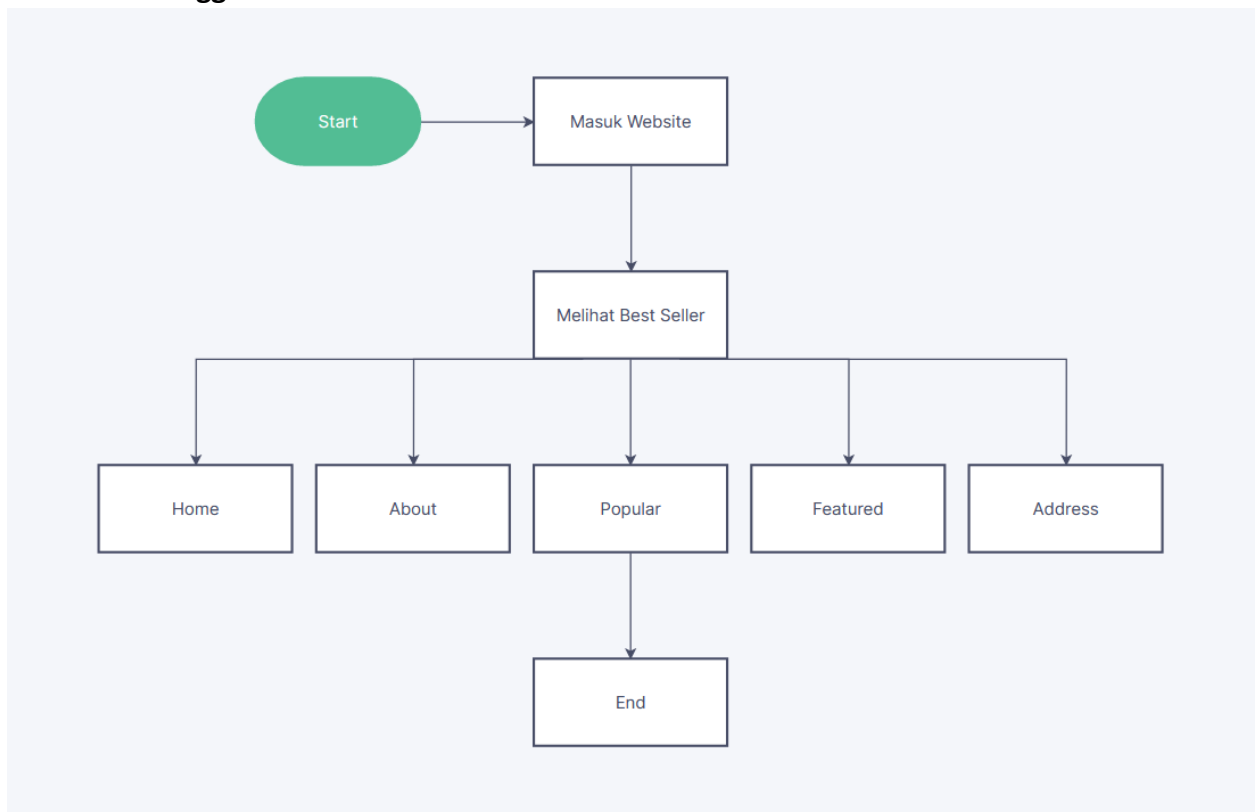 Start
Masuk Website
Melihat Best Seller
Home
About
Popular
Featured
Address
End